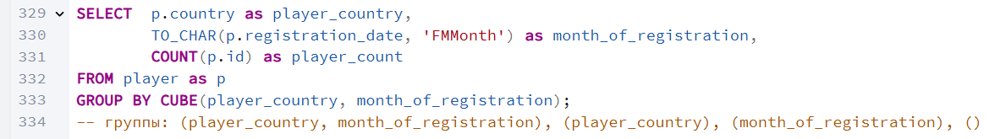 329 SELECT p.country as player_country,
330 TO_CHAR(p.registration_date, 'FMMonth') as month_of_registration,
331 COUNT(p.id) as player_count
332 FROM player as p
333 GROUP BY CUBE(player_country, month_of_registration);
334 -- группы: (player_country, month_of_registration), (player_country), (month_of_registration), ()